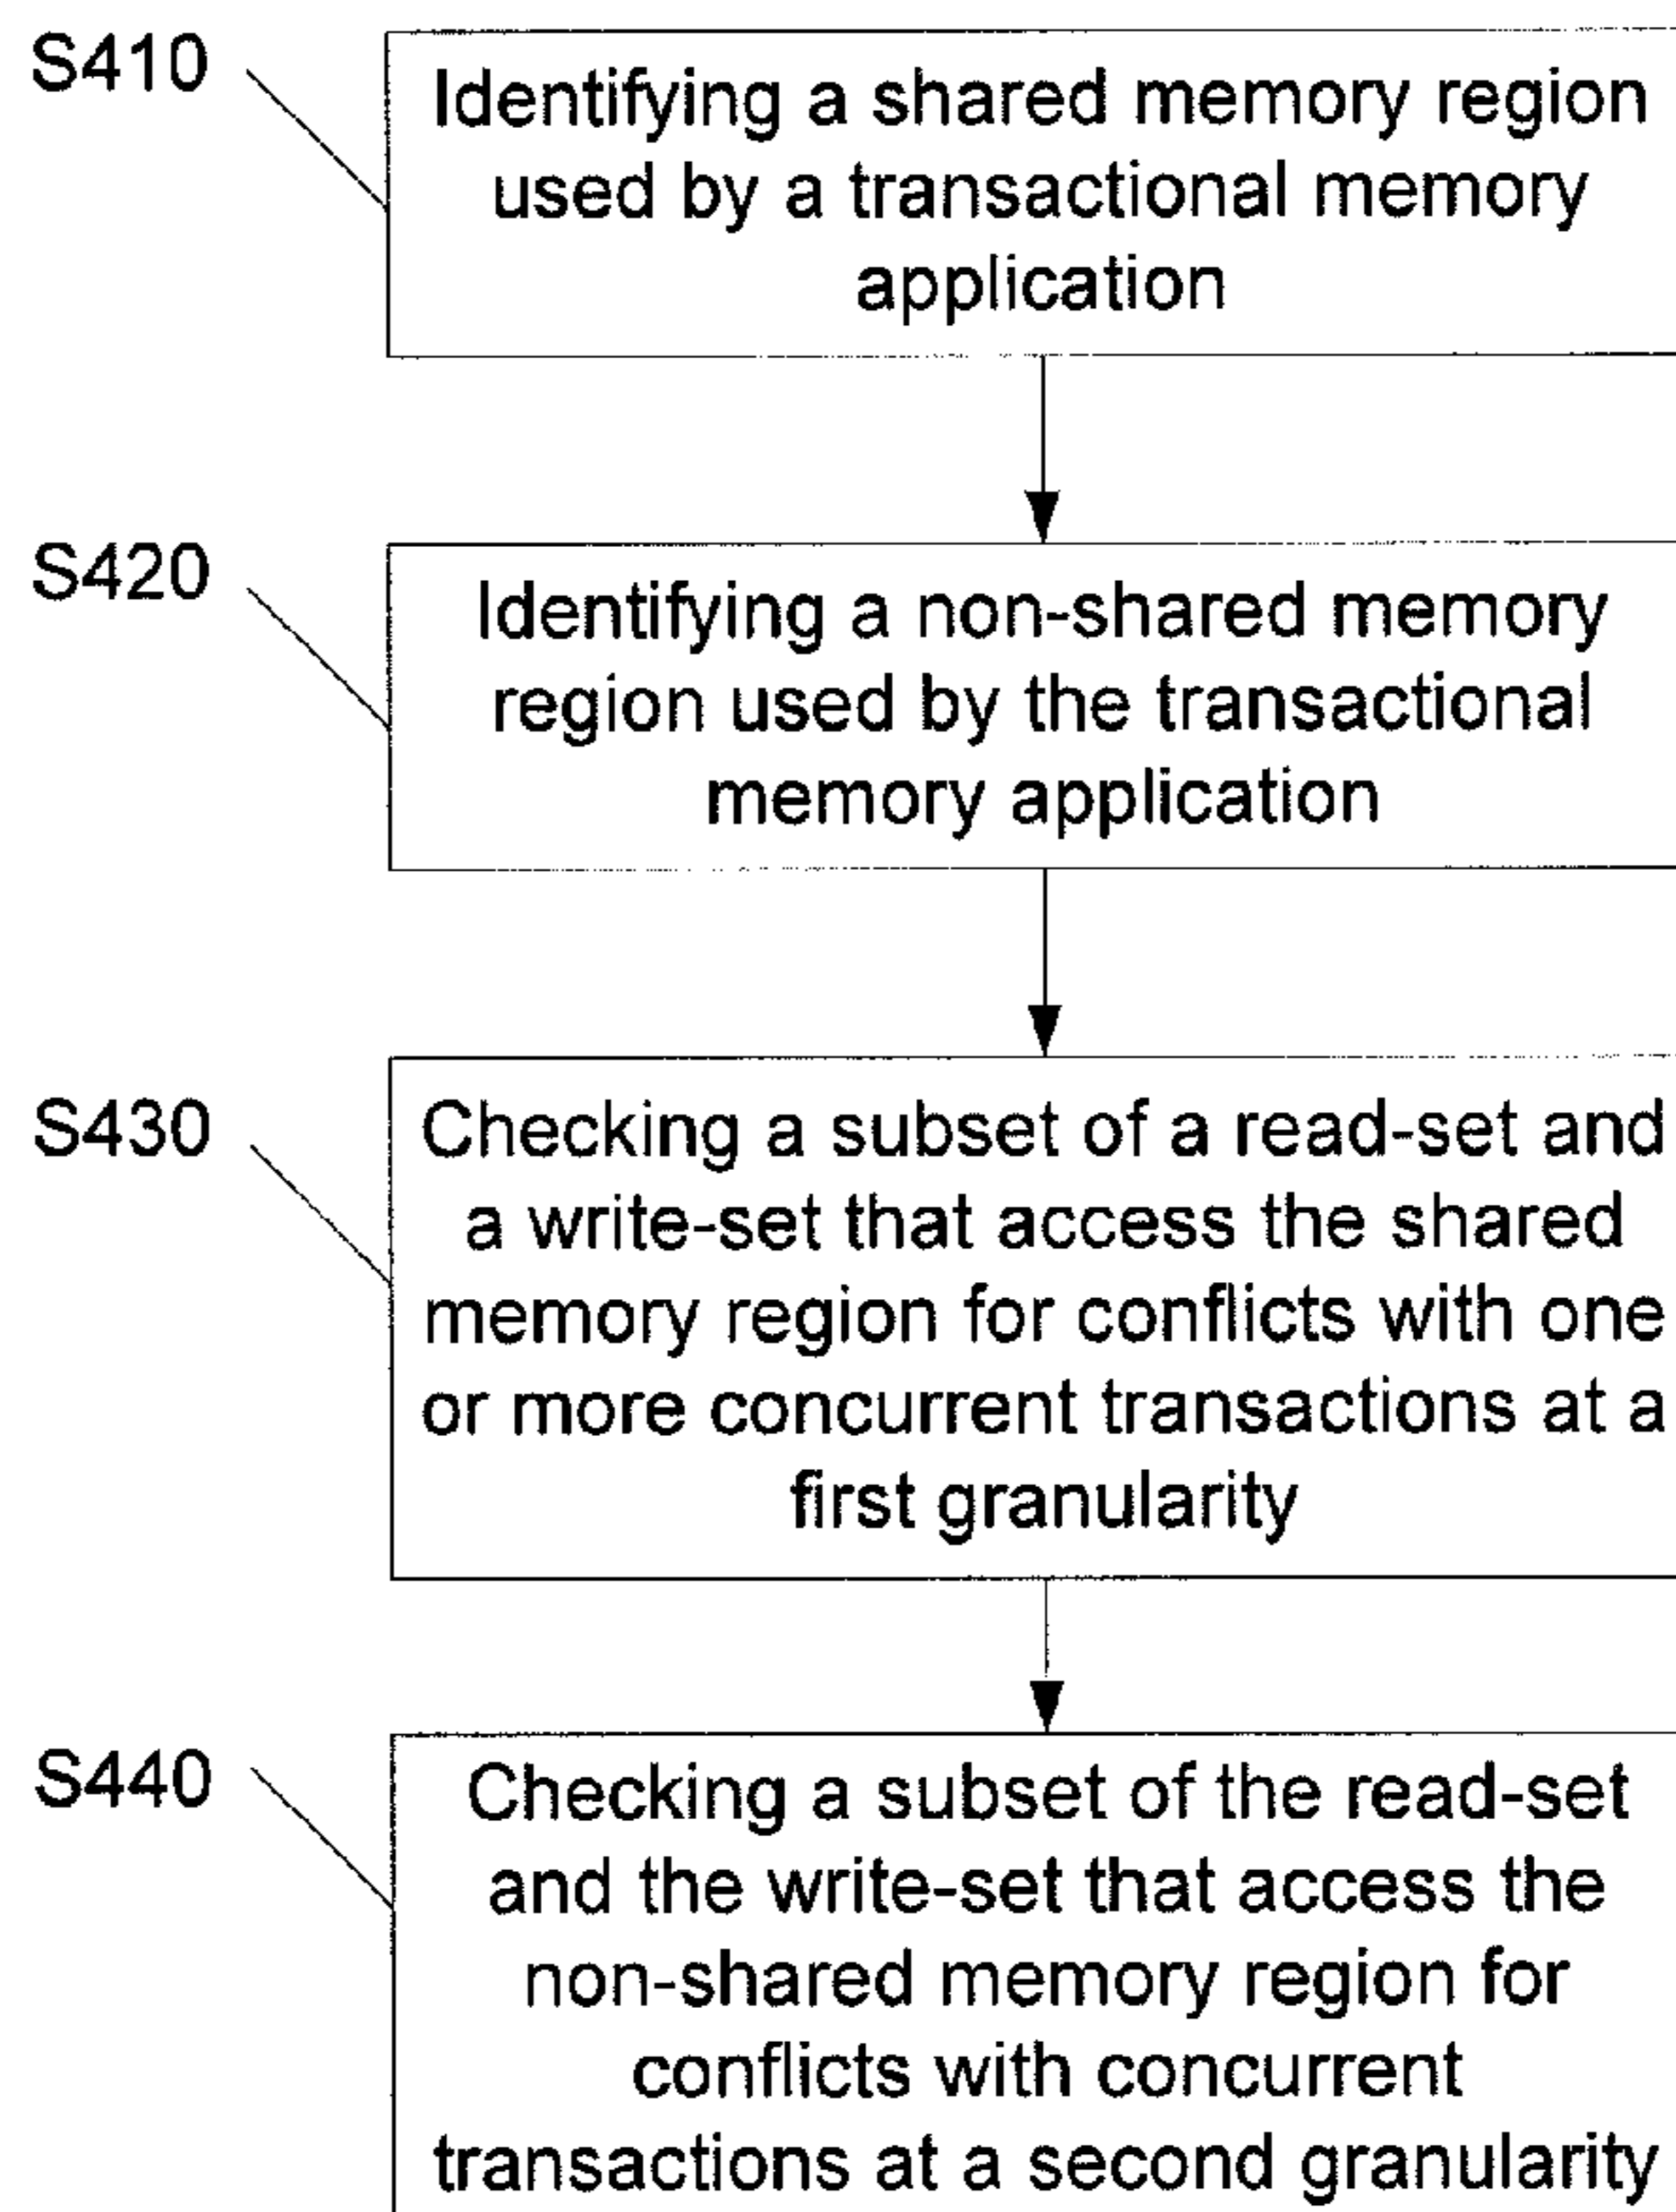 S410
Identifying a shared memory region
used by a transactional memory
application
S420
Identifying a non-shared memory
region used by the transactional
memory application
S430
Checking a subset of a read-set and
a write-set that access the shared
memory region for conflicts with one
or more concurrent transactions at a
first granularity
S440
Checking a subset of the read-set
and the write-set that access the
non-shared memory region for
conflicts with concurrent
transactions at a second granularity